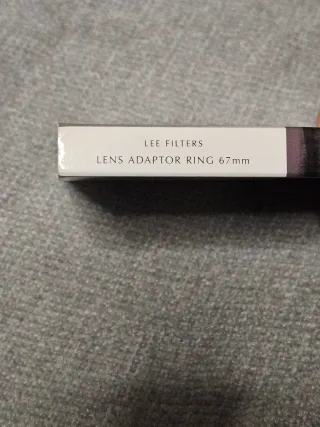 LEE FILTERS
LENS ADAPTOR RING 67mm